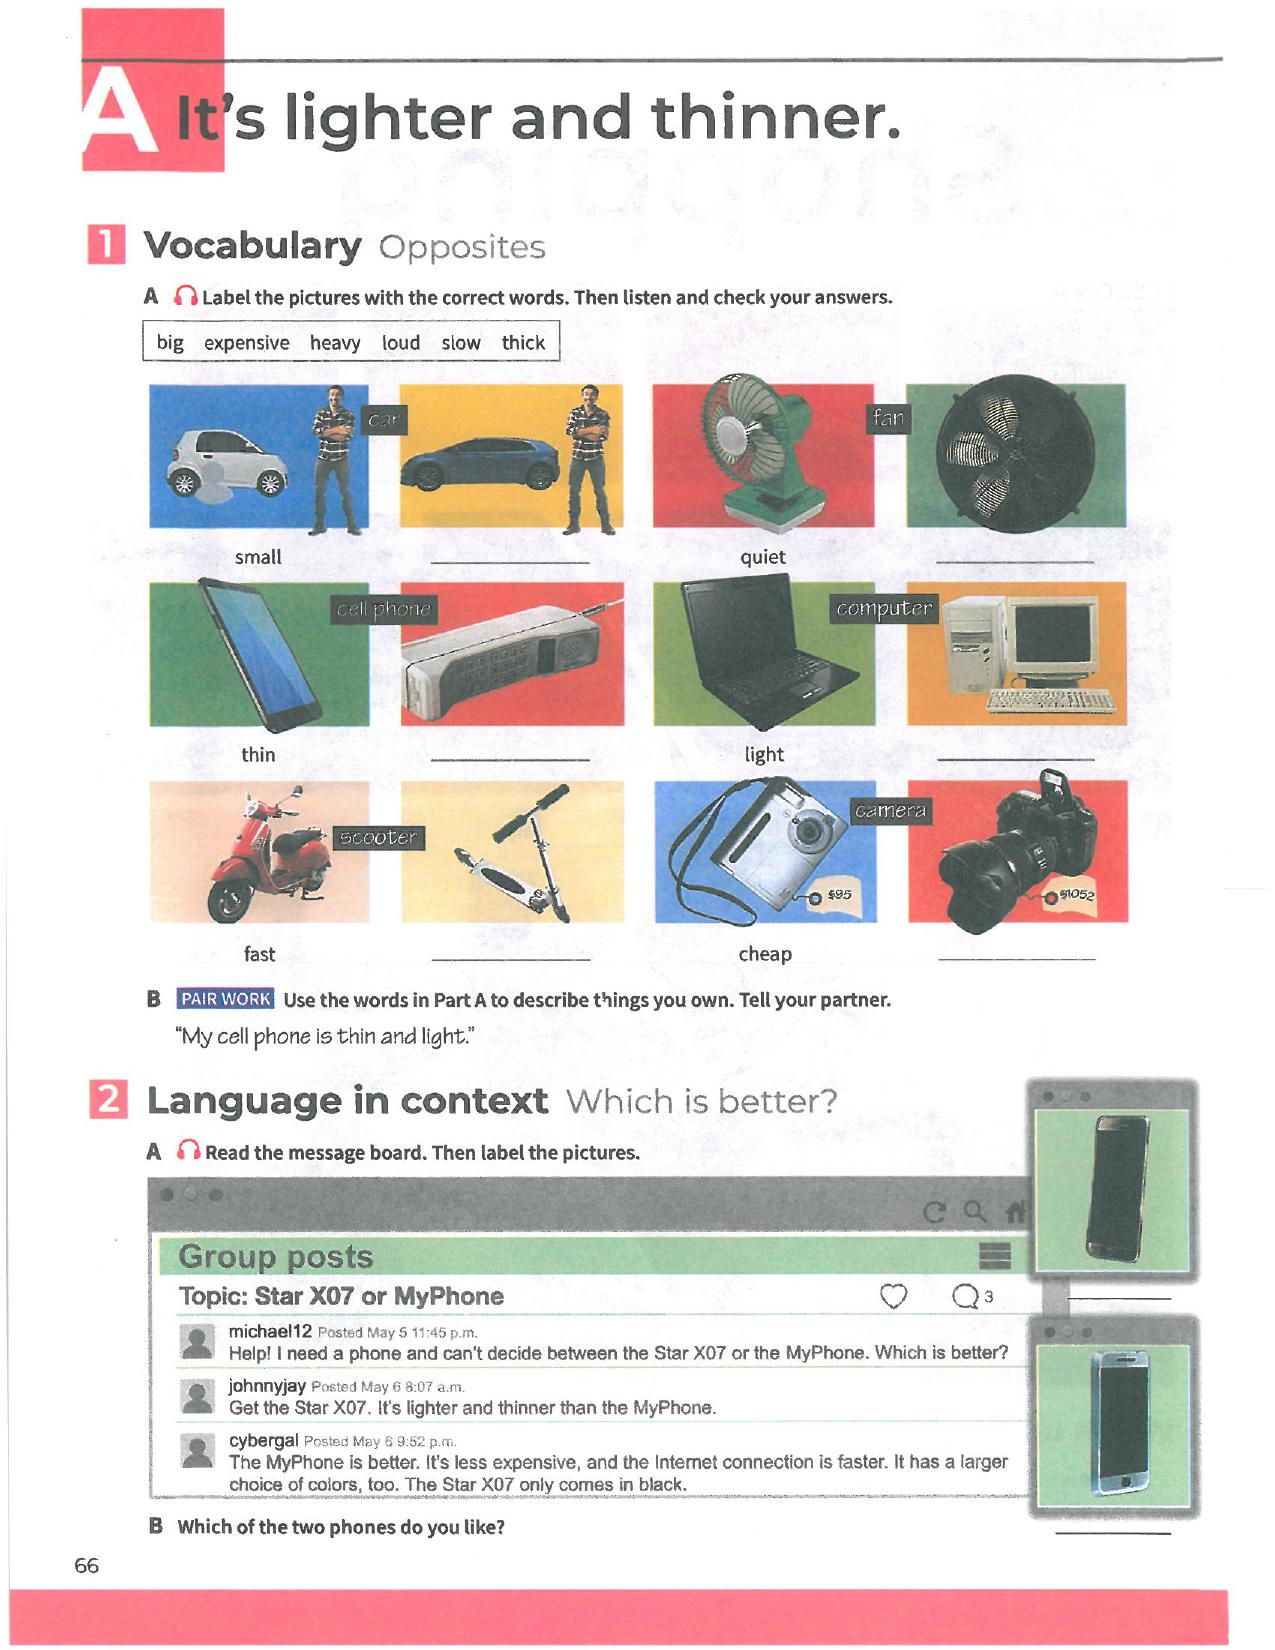 A It's lighter and thinner.
1 Vocabulary Opposites
A Label the pictures with the correct words. Then listen and check your answers.
big expensive heavy loud slow thick
car
fan
small
quiet
cell phone
computer
thin
light
scooter
camera
$95
$1052
fast
cheap
B PAIR WORK Use the words in Part A to describe things you own. Tell your partner.
"My cell phone is thin and light."
2 Language in context Which is better?
A Read the message board. Then label the pictures.
Group posts
Topic: Star X07 or MyPhone
3
michael12 Posted May 5 11:45 p.m.
Help! I need a phone and can't decide between the Star X07 or the MyPhone. Which is better?
johnnyjay Posted May 6 8:07 a.m.
Get the Star X07. It's lighter and thinner than the MyPhone.
cybergal Posted May 6 9:52 p.m.
The MyPhone is better. It's less expensive, and the Internet connection is faster. It has a larger
choice of colors, too. The Star X07 only comes in black.
B Which of the two phones do you like?
66